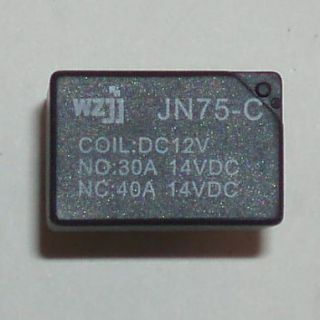 wzjj JN75-C
COIL:DC12V
NO:30A 14VDC
NC:40A 14VDC